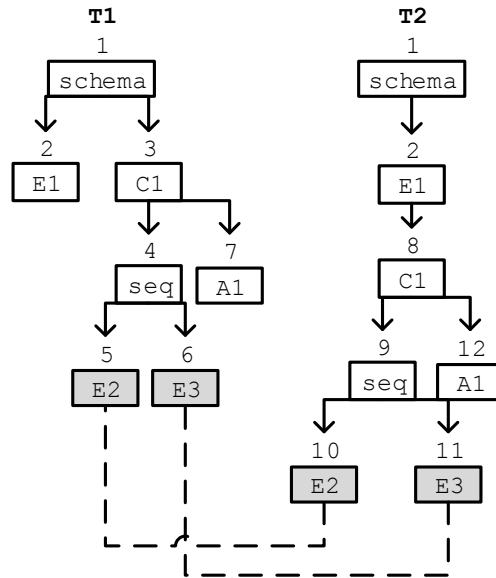 T1 T2
1 1
schema schema
2 3 2
E1 C1 E1
4 7 8
seq A1 C1
5 6 9 12
E2 E3 seq A1
10 11
E2 E3